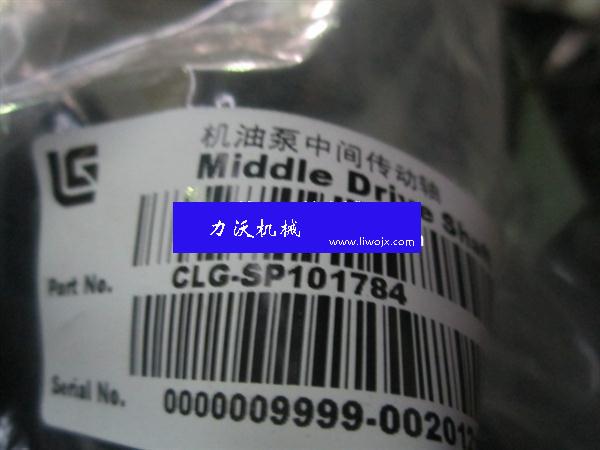 机油泵中间传动轴
Middle Drive Shaft
力沃机械
www.liwojx.com
Part No.
CLG-SP101784
Serial No.
0000009999-002012